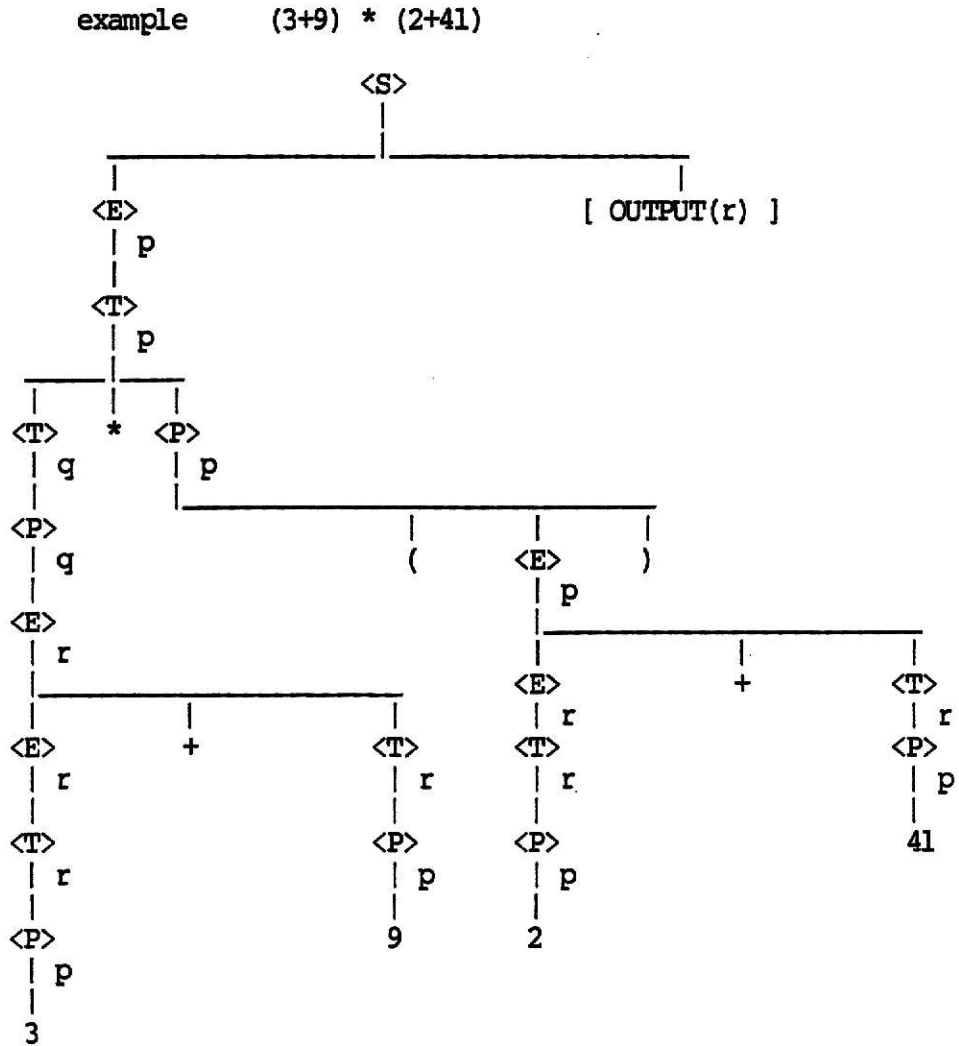 example (3+9) * (2+41)
<S>
<E> [ OUTPUT(r) ]
p
<T>
p
<T> * <P>
q p
<P> ( <E> )
q p
<E>
r
<E> + <T>
r r
<E> + <T> <T> <P>
r r r p
<T> <P> <P> 41
r p p
<P> 9 2
p
3